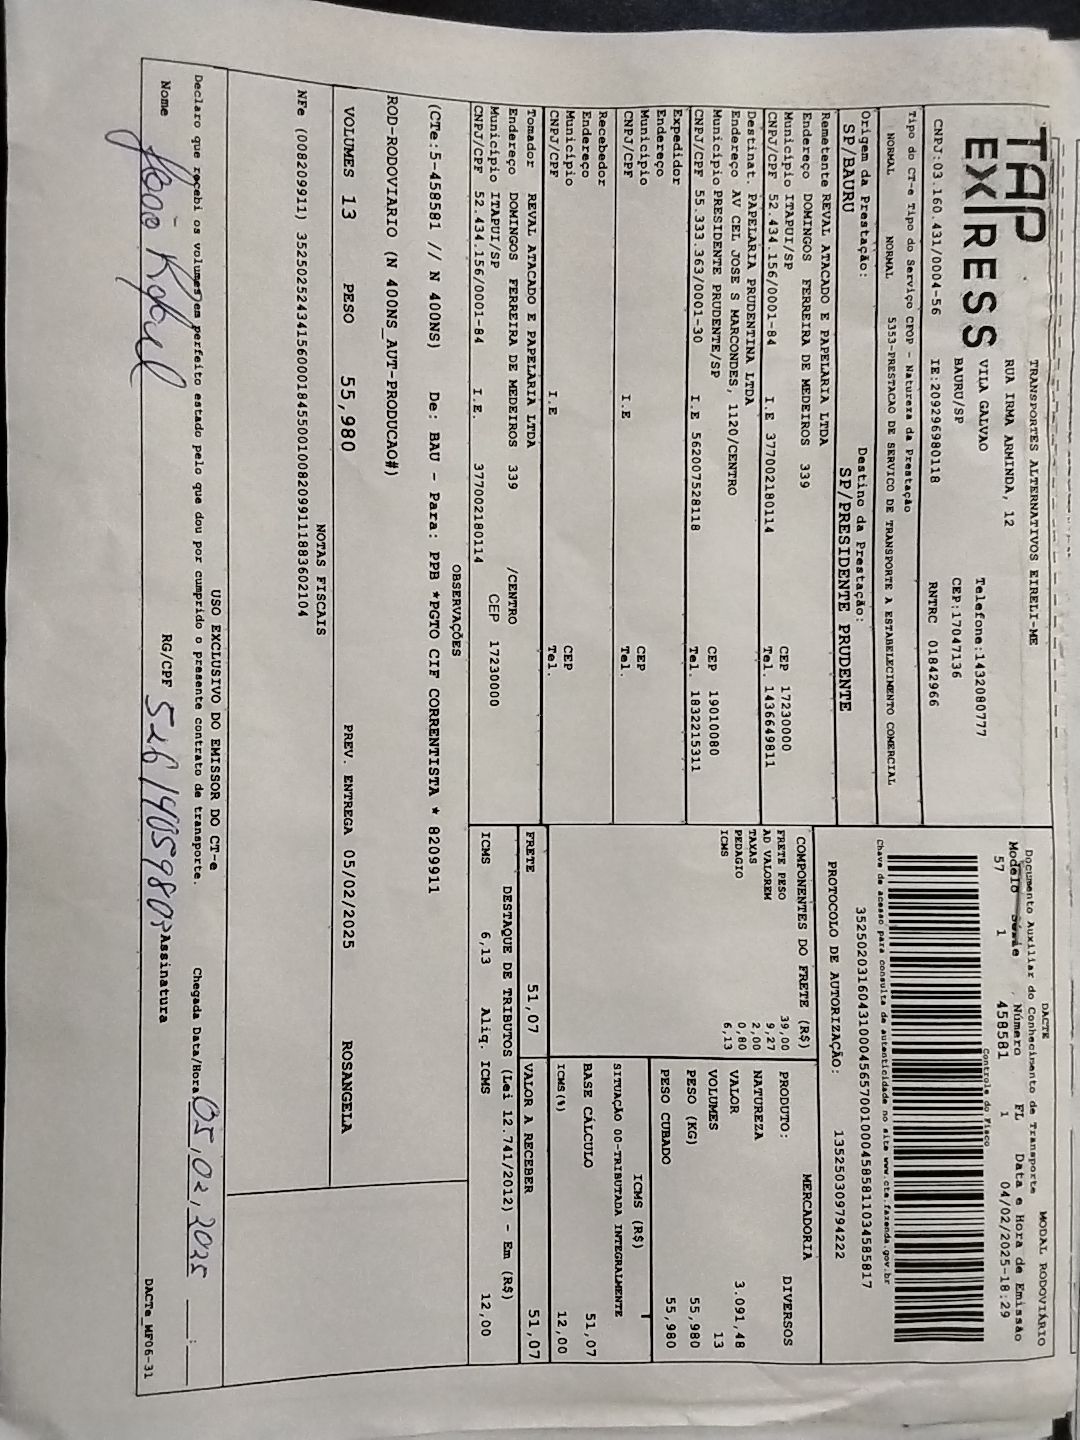 TAP
EXPRESS
TRANSPORTES ALTERNATIVOS EIRELI-ME
RUA IRMA ARMINDA, 12
VILA GALVAO
BAURU/SP
Telefone:1432080777
CEP:17047136
CNPJ:03.160.431/0004-56 IE:209296980118 RNTRC 01842966
DACTE MODAL RODOVIÁRIO
Documento Auxiliar do Conhecimento de Transporte
Modelo Série Número FL Data e Hora de Emissão
57 1 458581 1 04/02/2025-18:29
Controle do Fisco
Chave de acesso para consulta de autenticidade no site www.cte.fazenda.gov.br
35250203160431000456570010004585811034585817
PROTOCOLO DE AUTORIZAÇÃO: 135250309794222
Tipo do CT-e Tipo do Serviço CFOP - Natureza da Prestação
NORMAL NORMAL 5353-PRESTACAO DE SERVICO DE TRANSPORTE A ESTABELECIMENTO COMERCIAL
Origem da Prestação: Destino da Prestação:
SP/BAURU SP/PRESIDENTE PRUDENTE
Remetente REVAL ATACADO E PAPELARIA LTDA
Endereço DOMINGOS FERREIRA DE MEDEIROS 339
Município ITAPUI/SP CEP 17230000
CNPJ/CPF 52.434.156/0001-84 I.E 377002180114 Tel. 1436649811
Destinat. PAPELARIA PRUDENTINA LTDA
Endereço AV CEL JOSE S MARCONDES, 1120/CENTRO
Município PRESIDENTE PRUDENTE/SP CEP 19010080
CNPJ/CPF 55.333.363/0001-30 I.E 562007528118 Tel. 1832215311
Expedidor
Endereço
Município CEP
CNPJ/CPF I.E Tel.
Recebedor
Endereço
Município CEP
CNPJ/CPF I.E Tel.
Tomador REVAL ATACADO E PAPELARIA LTDA
Endereço DOMINGOS FERREIRA DE MEDEIROS 339 /CENTRO
Município ITAPUI/SP CEP 17230000
CNPJ/CPF 52.434.156/0001-84 I.E. 377002180114
COMPONENTES DO FRETE (R$)
FRETE PESO 39,00
AD VALOREM 9,27
TAXAS 2,00
PEDAGIO 0,80
ICMS 6,13
PRODUTO: MERCADORIA
NATUREZA DIVERSOS
VALOR 3.091,48
VOLUMES 13
PESO (KG) 55,980
PESO CUBADO 55,980
ICMS (R$)
SITUAÇÃO 00-TRIBUTADA INTEGRALMENTE
BASE CÁLCULO 51,07
ICMS(%) 12,00
FRETE 51,07 VALOR A RECEBER 51,07
DESTAQUE DE TRIBUTOS (Lei 12.741/2012) - Em (R$)
ICMS 6,13 Aliq. ICMS 12,00
OBSERVAÇÕES
(CTe:5-458581 // N 400NS) De: BAU - Para: PPB *PGTO CIF CORRENTISTA * 8209911
ROD-RODOVIARIO (N 400NS_AUT-PRODUCAO#)
VOLUMES 13 PESO 55,980 PREV. ENTREGA 05/02/2025 ROSANGELA
NOTAS FISCAIS
NFe (008209911) 35250252434156000184550010082099111883602104
USO EXCLUSIVO DO EMISSOR DO CT-e
Declaro que recebi os volumes em perfeito estado pelo que dou por cumprido o presente contrato de transporte. Chegada Data/Hora 05,02,2025 :
Nome RG/CPF Assinatura
DACTe_MF06-31